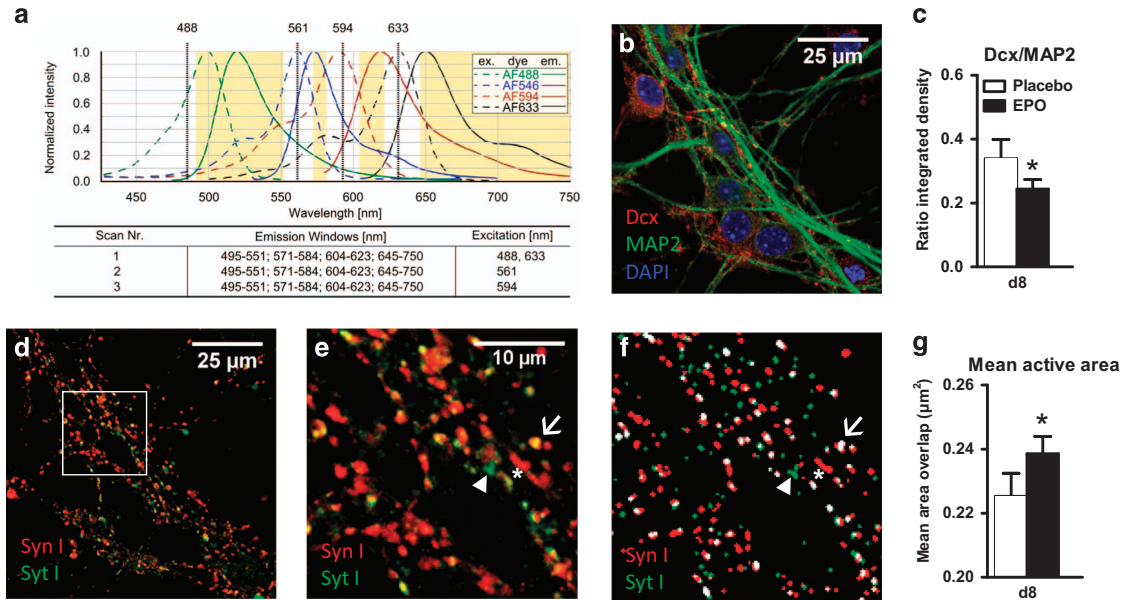 a
488
561
594
633
Normalized intensity
1.0
0.8
0.6
0.4
0.2
0.0
ex. dye em.
AF488
AF546
AF594
AF633
450
500
550
600
650
700
750
Wavelength [nm]
Scan Nr. Emission Windows [nm] Excitation [nm]
1 495-551; 571-584; 604-623; 645-750 488, 633
2 495-551; 571-584; 604-623; 645-750 561
3 495-551; 571-584; 604-623; 645-750 594
b
25 µm
Dcx
MAP2
DAPI
c
Dcx/MAP2
Ratio integrated density
0.6
0.4
0.2
0.0
Placebo
EPO
*
d8
d
25 µm
Syn I
Syt I
e
10 µm
*
Syn I
Syt I
f
*
Syn I
Syt I
g
Mean active area
Mean area overlap (µm²)
0.26
0.24
0.22
0.20
*
d8